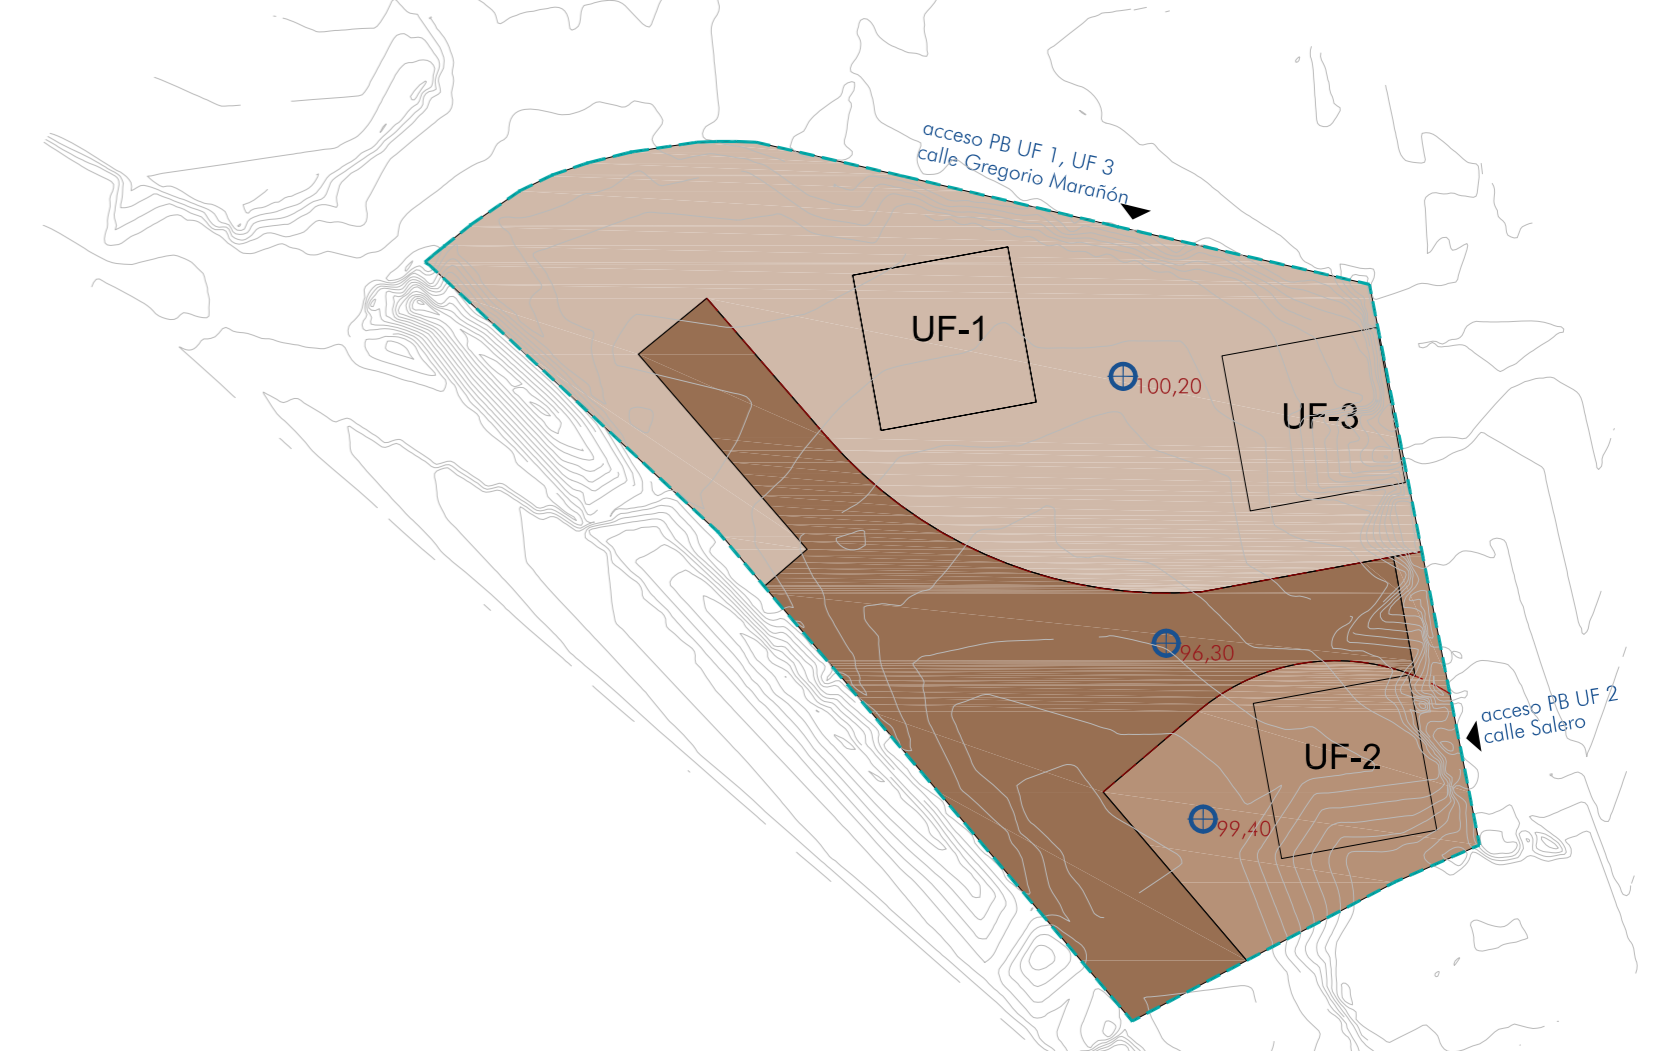 acceso PB UF 1, UF 3
calle Gregorio Marañón
UF-1
100,20
UF-3
96,30
acceso PB UF 2
calle Salero
UF-2
99,40